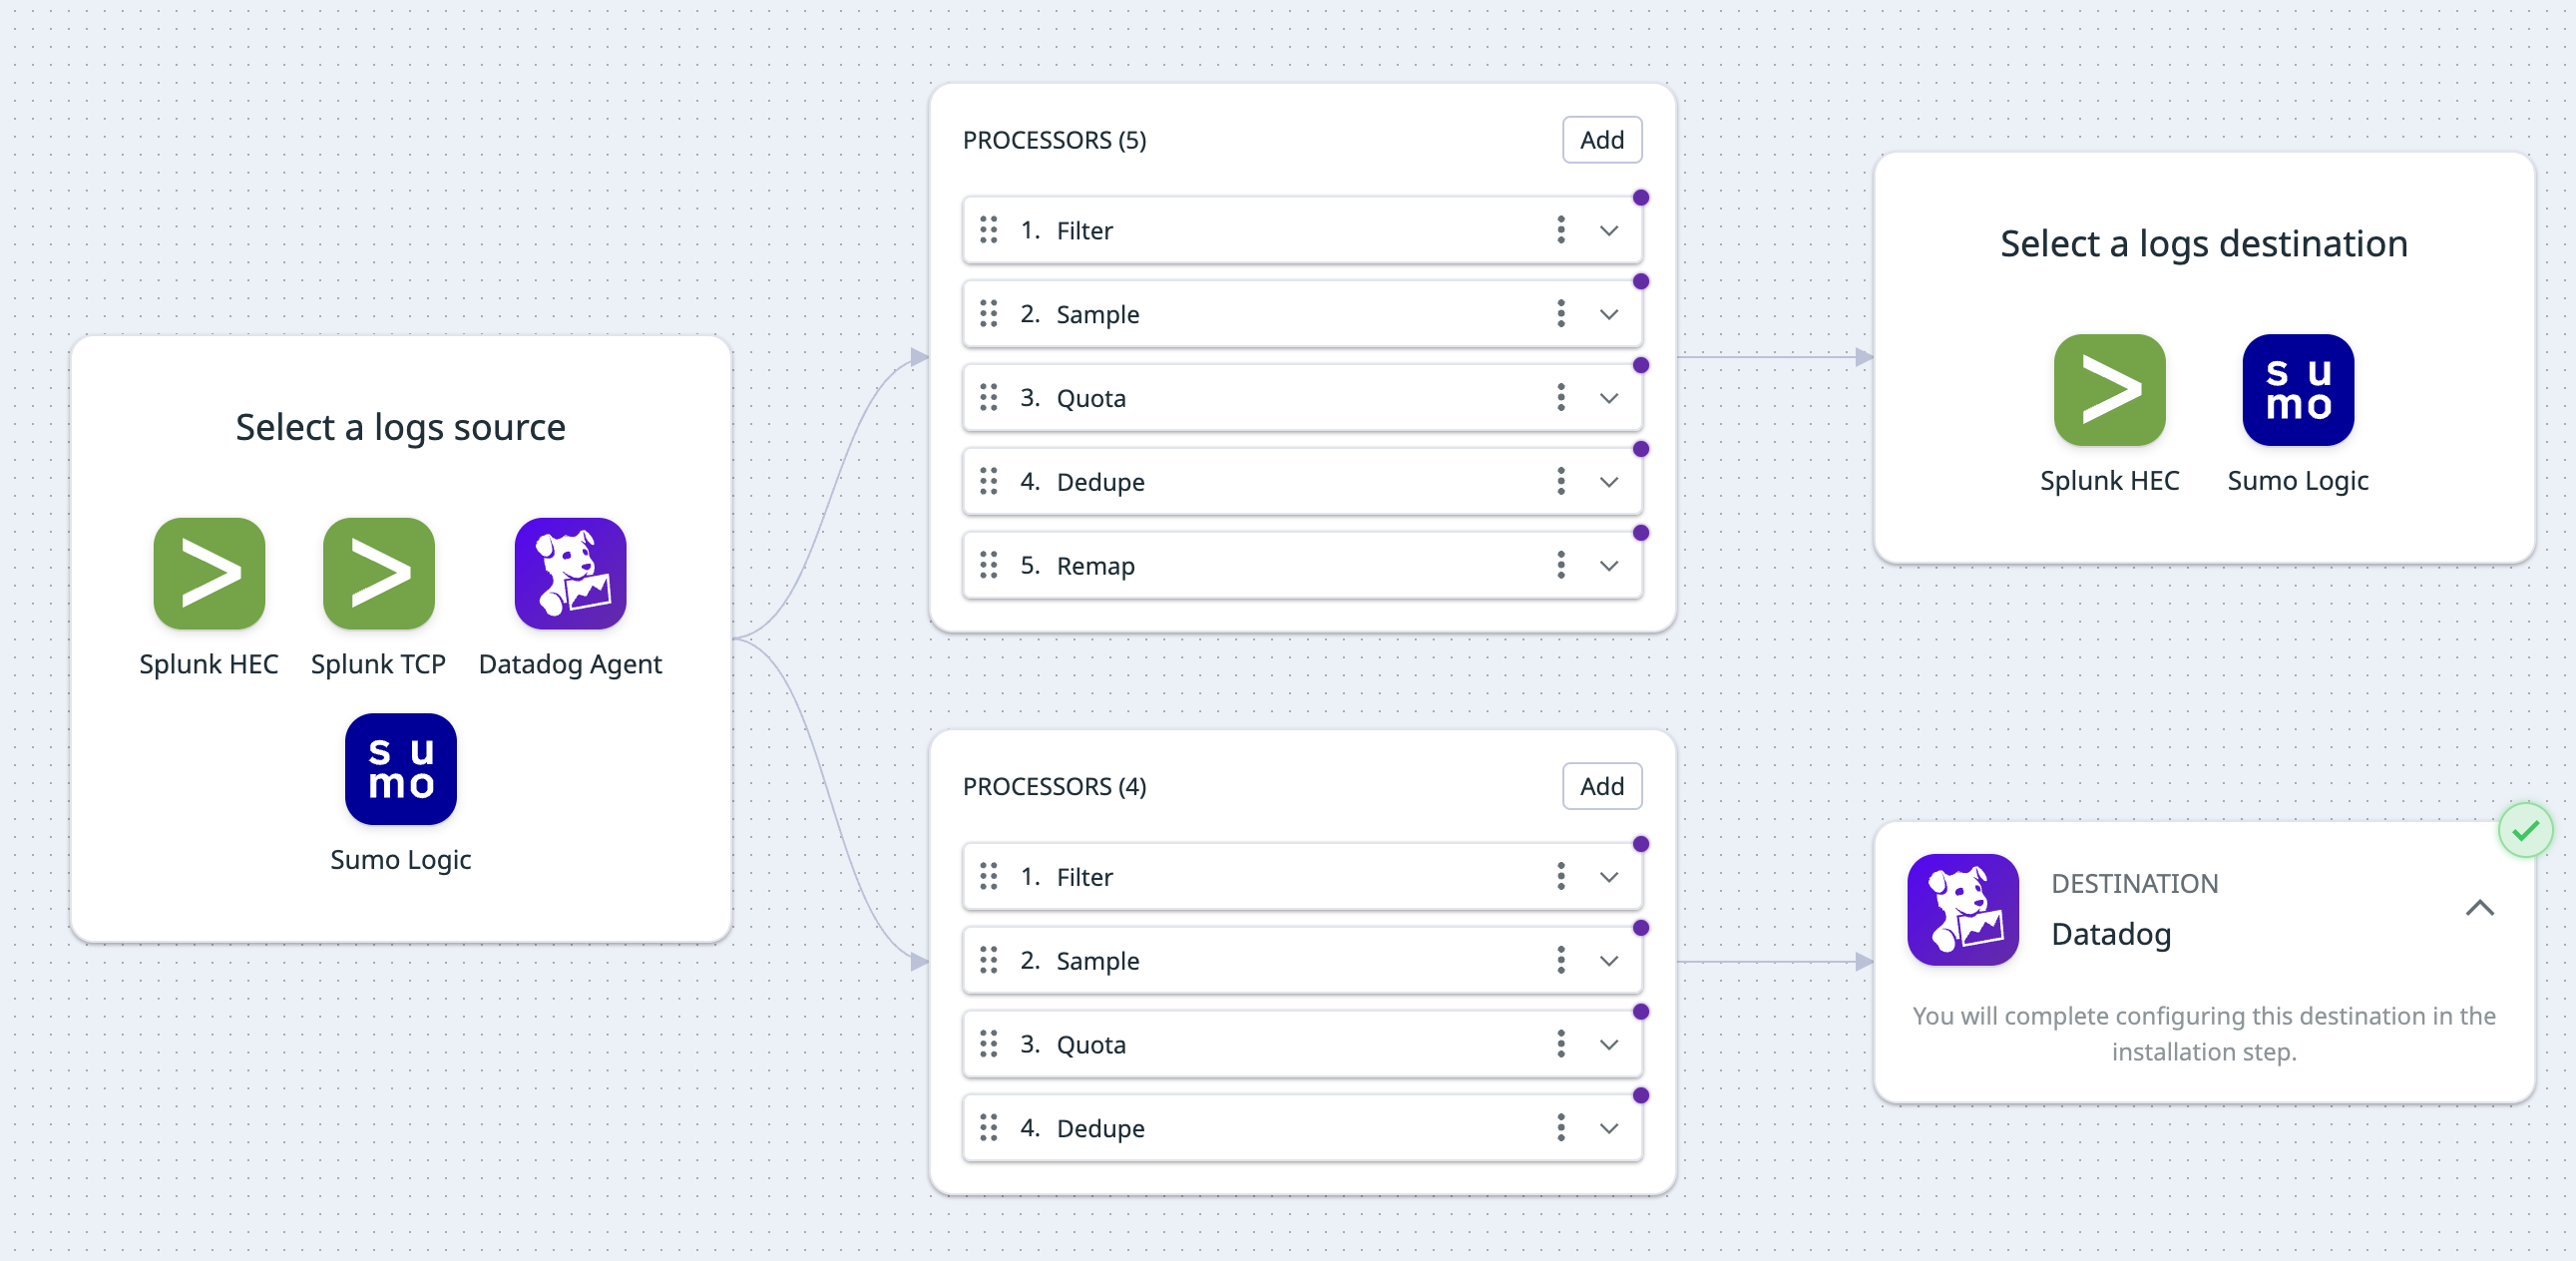 Select a logs source
Splunk HEC
Splunk TCP
Datadog Agent
su
mo
Sumo Logic
PROCESSORS (5)
Add
1. Filter
2. Sample
3. Quota
4. Dedupe
5. Remap
PROCESSORS (4)
Add
1. Filter
2. Sample
3. Quota
4. Dedupe
Select a logs destination
Splunk HEC
su
mo
Sumo Logic
DESTINATION
Datadog
You will complete configuring this destination in the
installation step.